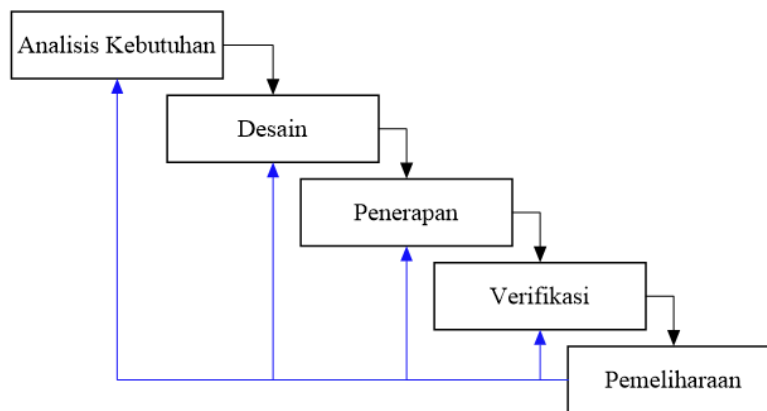 Analisis Kebutuhan
Desain
Penerapan
Verifikasi
Pemeliharaan